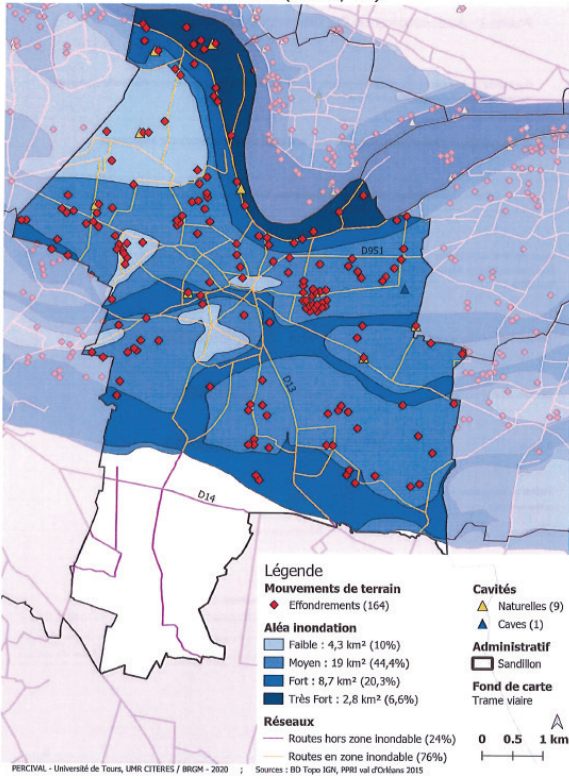 D951
D13
D14
Légende
Mouvements de terrain
Effondrements (164)
Aléa inondation
Faible : 4,3 km² (10%)
Moyen : 19 km² (44,4%)
Fort : 8,7 km² (20,3%)
Très Fort : 2,8 km² (6,6%)
Réseaux
Routes hors zone inondable (24%)
Routes en zone inondable (76%)
Cavités
Naturelles (9)
Caves (1)
Administratif
Sandillon
Fond de carte
Trame viaire
0 0.5 1 km
PERCIVAL - Université de Tours, UMR CITERES / BRGM - 2020 ; Sources : BD Topo IGN, PPRI val d'Orléans 2015